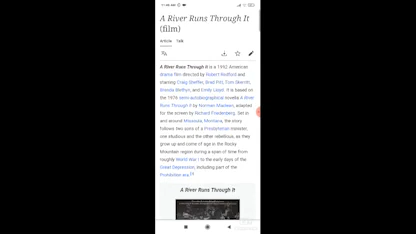 A River Runs Through It
(film)
Article Talk
A River Runs Through It is a 1992 American
drama film directed by Robert Redford and
starring Craig Sheffer, Brad Pitt, Tom Skerritt,
Brenda Blethyn, and Emily Lloyd. It is based on
the 1976 semi-autobiographical novella A River
Runs Through It by Norman Maclean, adapted
for the screen by Richard Friedenberg. Set in
and around Missoula, Montana, the story
follows two sons of a Presbyterian minister,
one studious and the other rebellious, as they
grow up and come of age in the Rocky
Mountain region during a span of time from
roughly World War I to the early days of the
Great Depression, including part of the
Prohibition era.
A River Runs Through It